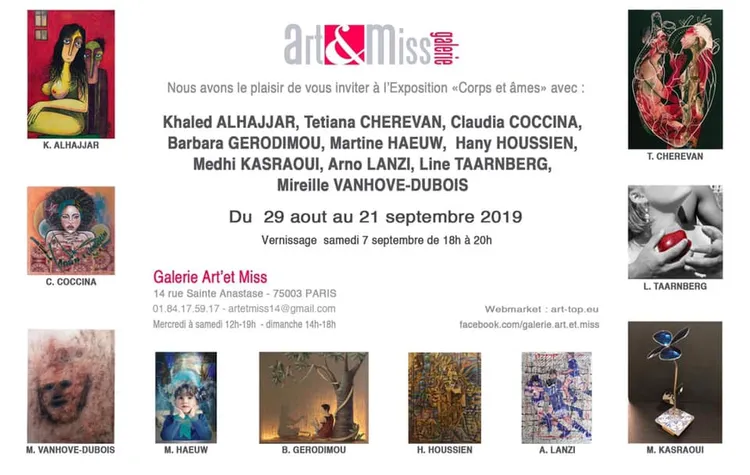 art&Miss galerie
Nous avons le plaisir de vous inviter à l'Exposition «Corps et âmes» avec :
Khaled ALHAJJAR, Tetiana CHEREVAN, Claudia COCCINA,
Barbara GERODIMOU, Martine HAEUW, Hany HOUSSIEN,
Medhi KASRAOUI, Arno LANZI, Line TAARNBERG,
Mireille VANHOVE-DUBOIS
Du 29 aout au 21 septembre 2019
Vernissage samedi 7 septembre de 18h à 20h
Galerie Art'et Miss
14 rue Sainte Anastase - 75003 PARIS
01.84.17.59.17 - artetmiss14@gmail.com
Mercredi à samedi 12h-19h - dimanche 14h-18h
Webmarket : art-top.eu
facebook.com/galerie.art.et.miss
K. ALHAJJAR
T. CHEREVAN
C. COCCINA
L. TAARNBERG
M. VANHOVE-DUBOIS
M. HAEUW
B. GERODIMOU
H. HOUSSIEN
A. LANZI
M. KASRAOUI